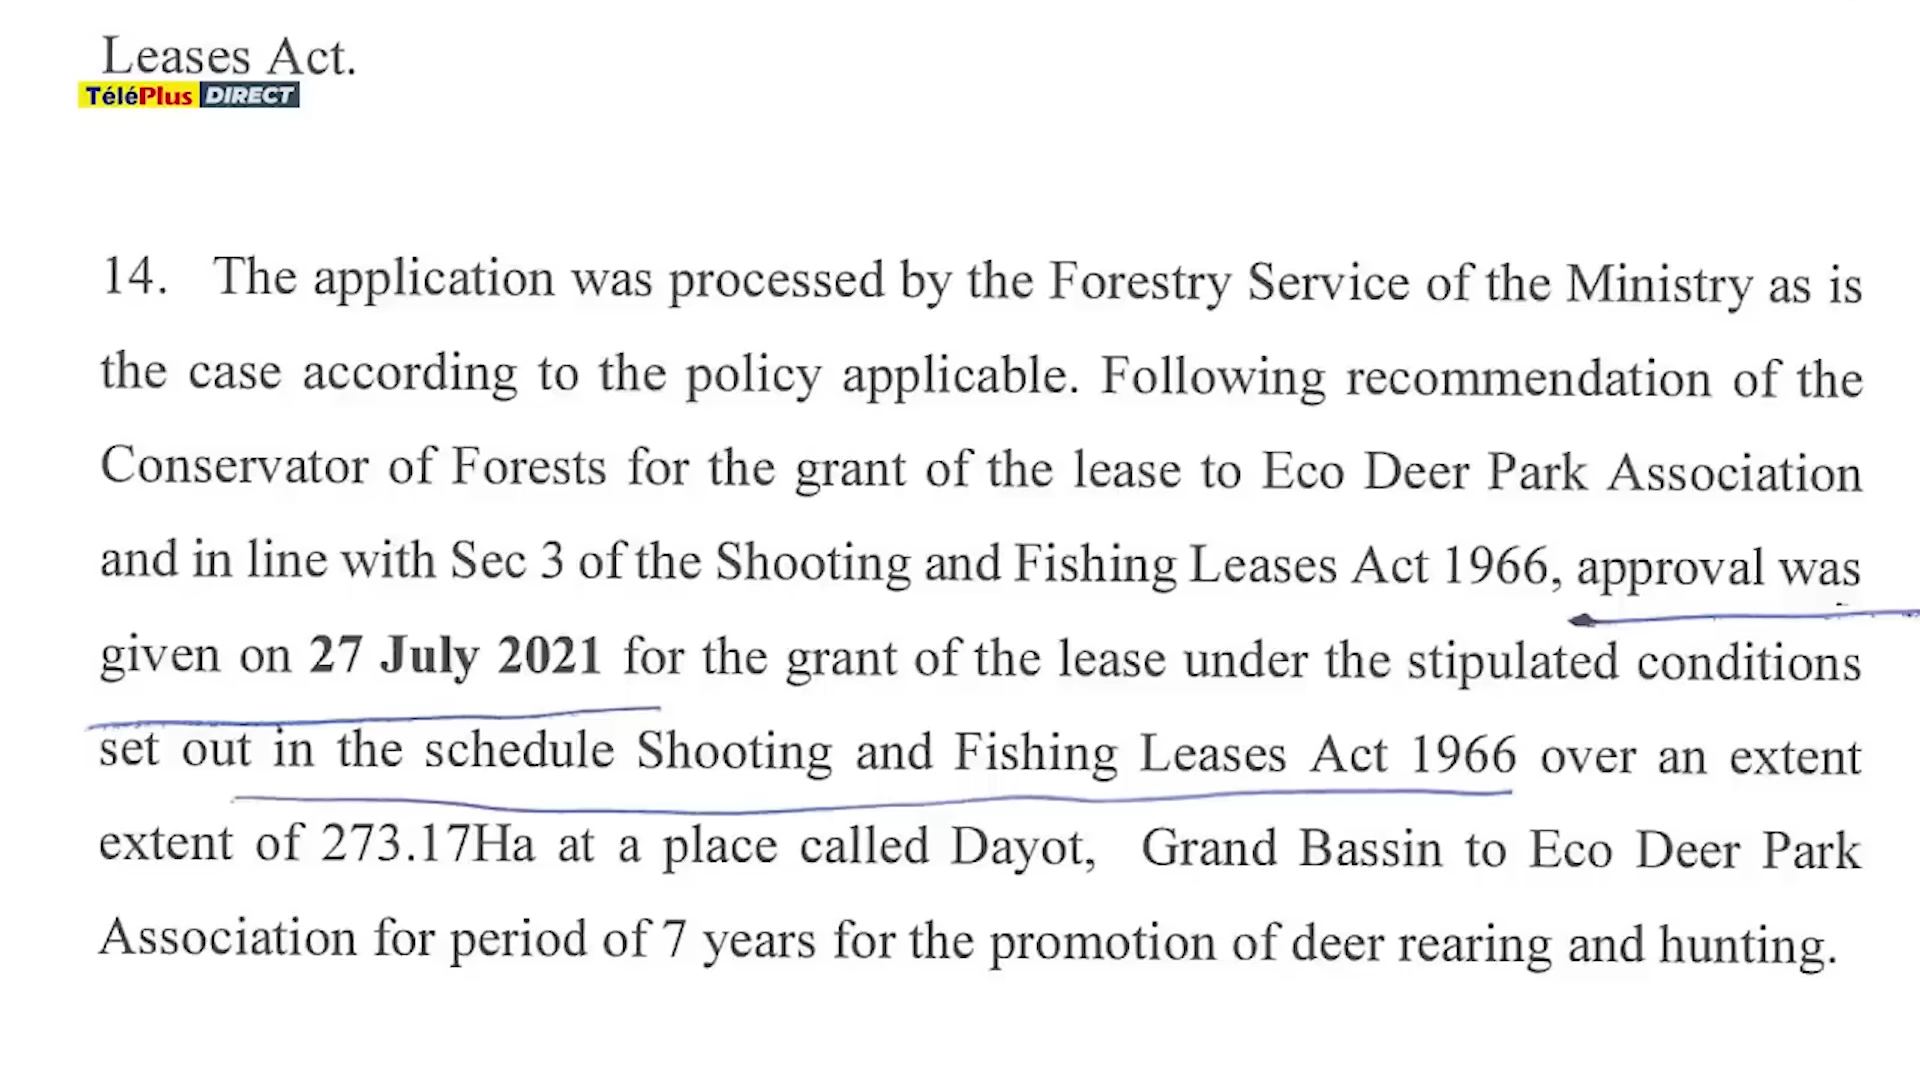 Leases Act.
TéléPlus DIRECT
14. The application was processed by the Forestry Service of the Ministry as is
the case according to the policy applicable. Following recommendation of the
Conservator of Forests for the grant of the lease to Eco Deer Park Association
and in line with Sec 3 of the Shooting and Fishing Leases Act 1966, approval was
given on 27 July 2021 for the grant of the lease under the stipulated conditions
set out in the schedule Shooting and Fishing Leases Act 1966 over an extent
extent of 273.17Ha at a place called Dayot, Grand Bassin to Eco Deer Park
Association for period of 7 years for the promotion of deer rearing and hunting.